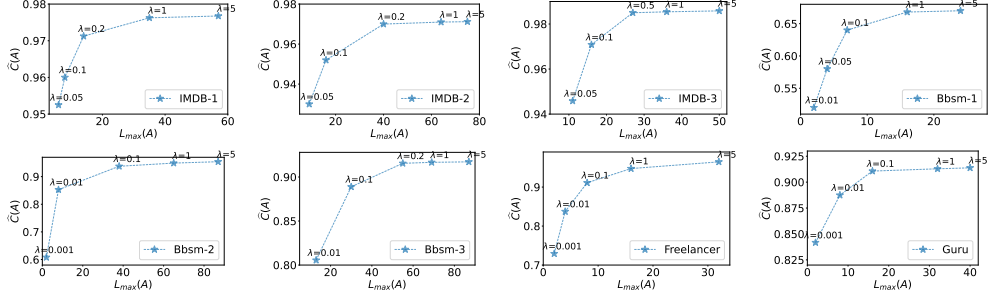 0.98
0.97
0.96
0.95
Ĉ(A)
λ=0.05
λ=0.1
λ=0.2
λ=1
λ=5
IMDB-1
0 20 40 60
L_max(A)
0.98
0.96
0.94
Ĉ(A)
λ=0.05
λ=0.1
λ=0.2
λ=1
λ=5
IMDB-2
20 40 60 80
L_max(A)
0.98
0.96
0.94
Ĉ(A)
λ=0.05
λ=0.1
λ=0.5
λ=1
λ=5
IMDB-3
10 20 30 40 50
L_max(A)
0.65
0.60
0.55
Ĉ(A)
λ=0.01
λ=0.05
λ=0.1
λ=1
λ=5
Bbsm-1
0 10 20
L_max(A)
0.9
0.8
0.7
0.6
Ĉ(A)
λ=0.001
λ=0.01
λ=0.1
λ=1
λ=5
Bbsm-2
0 20 40 60 80
L_max(A)
0.90
0.85
0.80
Ĉ(A)
λ=0.01
λ=0.1
λ=0.2
λ=1
λ=5
Bbsm-3
20 40 60 80
L_max(A)
0.9
0.8
0.7
Ĉ(A)
λ=0.001
λ=0.01
λ=0.1
λ=1
λ=5
Freelancer
0 10 20 30
L_max(A)
0.925
0.900
0.875
0.850
0.825
Ĉ(A)
λ=0.001
λ=0.01
λ=0.1
λ=1
λ=5
Guru
0 10 20 30 40
L_max(A)